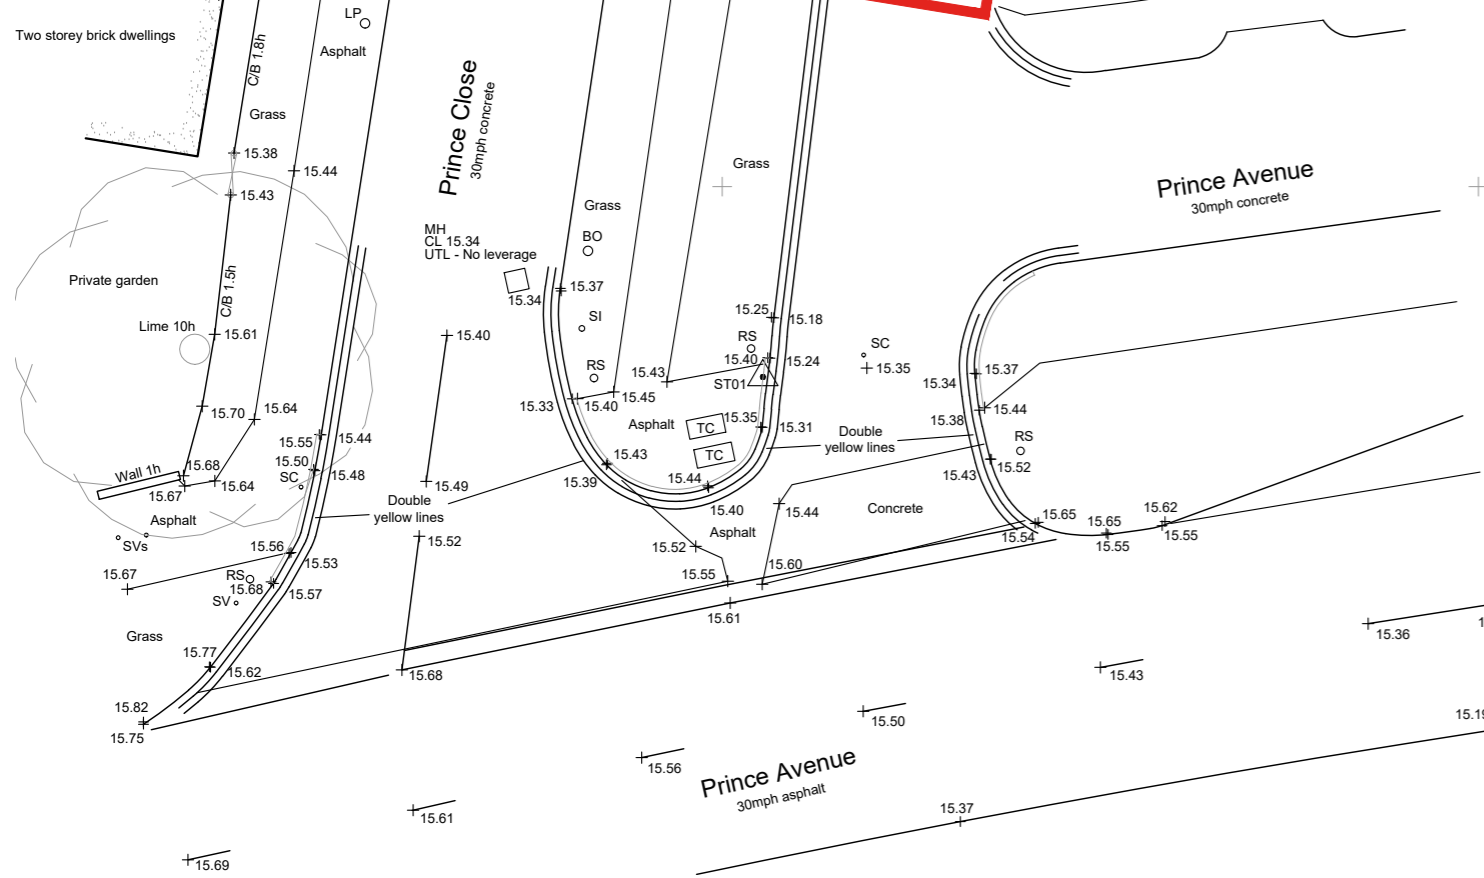 LP
Two storey brick dwellings
Asphalt
C/B 1.8h
Prince Close
30mph concrete
Grass
15.38
15.44
15.43
Grass
Prince Avenue
30mph concrete
Grass
BO
MH
CL 15.34
UTL - No leverage
Private garden
C/B 1.5h
15.37
15.34
15.25
15.18
SI
Lime 10h
15.61
15.40
RS
SC
15.40
15.24
15.35
RS
15.43
ST01
15.37
15.34
15.33
15.40
15.45
15.70
15.64
15.44
15.38
Asphalt
TC
15.35
15.31
Double
yellow lines
RS
15.55
15.44
15.50
TC
15.43
15.52
Wall 1h
15.68
15.67
15.64
SC
15.48
15.43
15.39
15.44
15.40
15.49
Double
yellow lines
15.44
Concrete
Asphalt
SVs
Asphalt
15.52
15.52
15.65
15.54
15.65
15.55
15.62
15.55
15.56
15.53
15.67
RS
15.68
15.57
SV
15.55
15.60
15.61
Grass
15.77
15.62
15.68
15.36
1
15.43
15.82
15.75
15.50
15.19
15.56
Prince Avenue
30mph asphalt
15.61
15.37
15.69